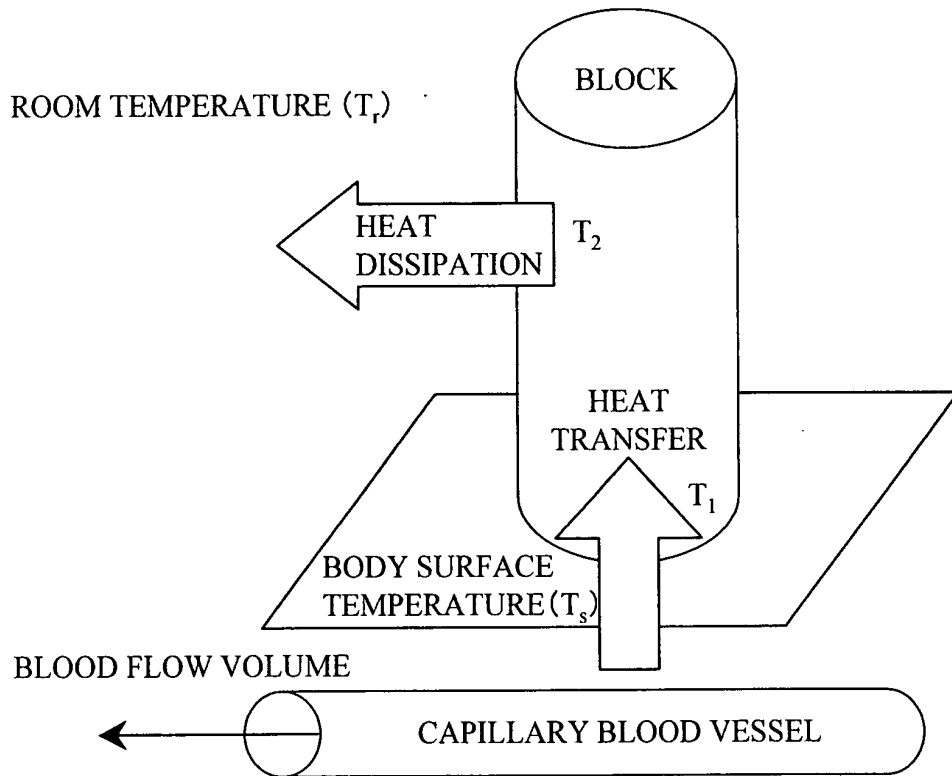 BLOCK
ROOM TEMPERATURE (Tr)
HEAT
DISSIPATION
T2
HEAT
TRANSFER
T1
BODY SURFACE
TEMPERATURE (Ts)
BLOOD FLOW VOLUME
CAPILLARY BLOOD VESSEL